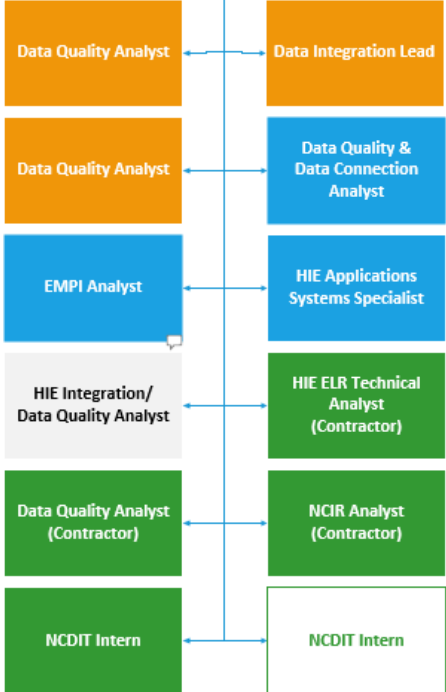 Data Quality Analyst
Data Integration Lead
Data Quality Analyst
Data Quality &
Data Connection
Analyst
EMPI Analyst
HIE Applications
Systems Specialist
HIE Integration/
Data Quality Analyst
HIE ELR Technical
Analyst
(Contractor)
Data Quality Analyst
(Contractor)
NCIR Analyst
(Contractor)
NCDIT Intern
NCDIT Intern